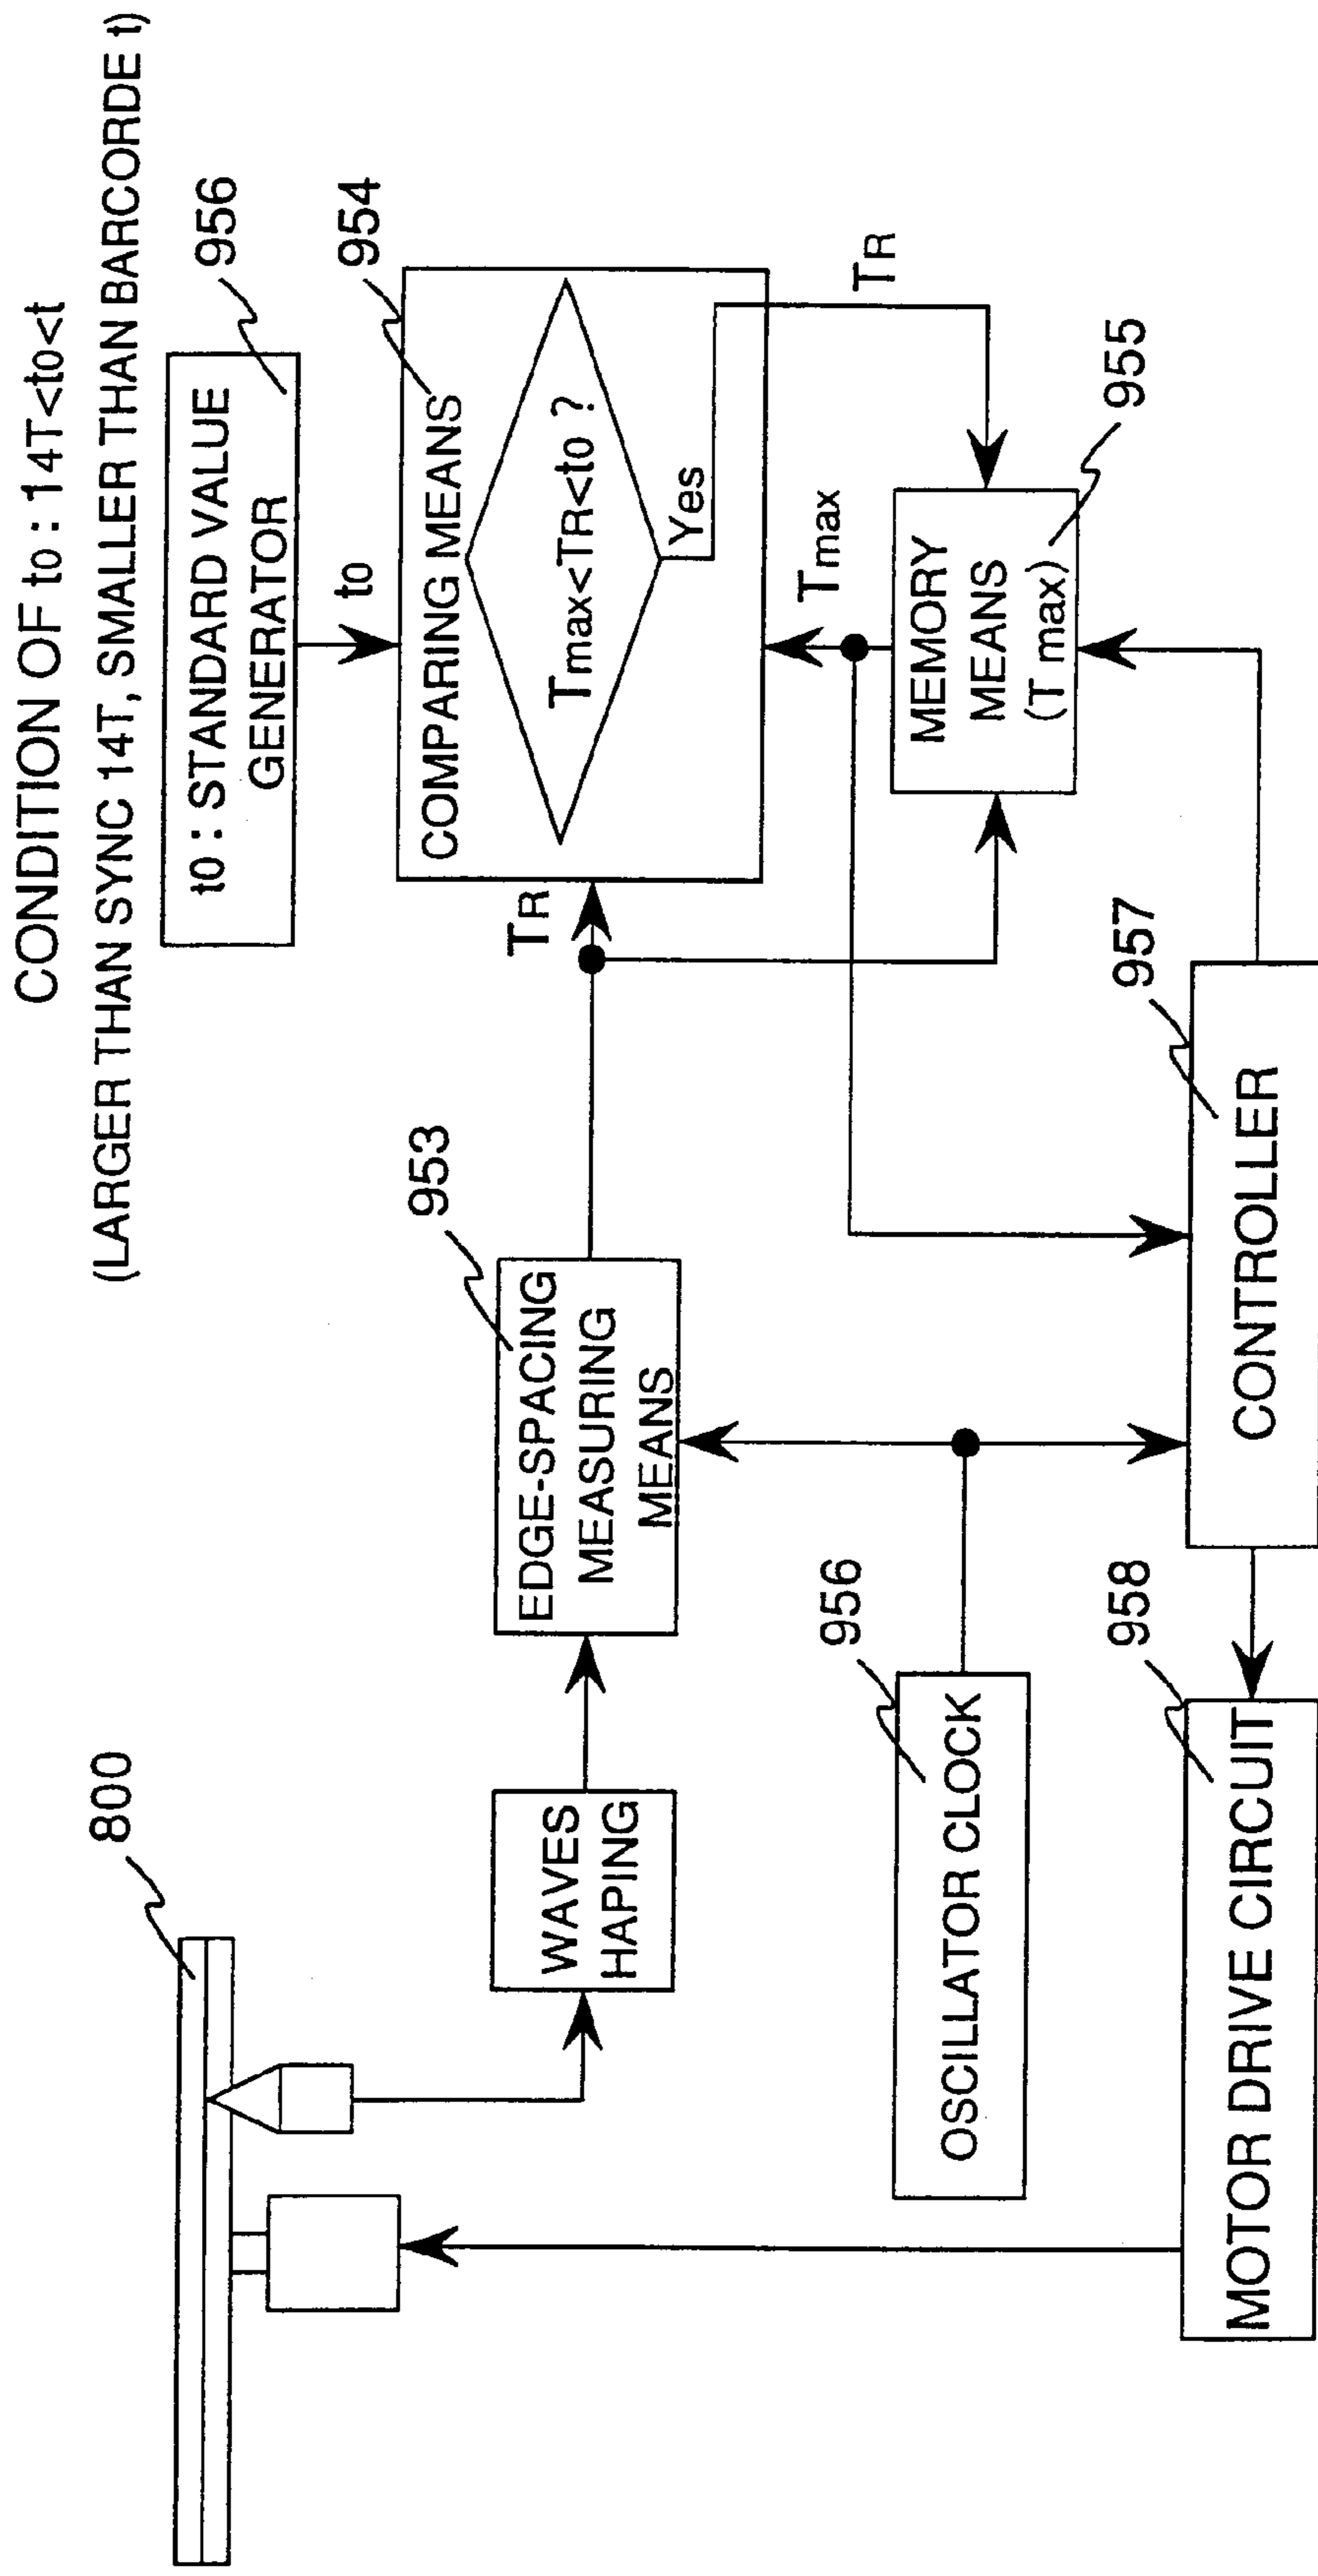 CONDITION OF t0 : 14T<t0<t
(LARGER THAN SYNC 14T, SMALLER THAN BARCORDE t)
800
956
t0 : STANDARD VALUE
GENERATOR
t0
954
COMPARING MEANS
Tmax<TR<t0 ?
Yes
TR
TR
953
EDGE-SPACING
MEASURING
MEANS
WAVES
HAPING
Tmax
955
MEMORY
MEANS
(T max)
956
OSCILLATOR CLOCK
957
CONTROLLER
958
MOTOR DRIVE CIRCUIT